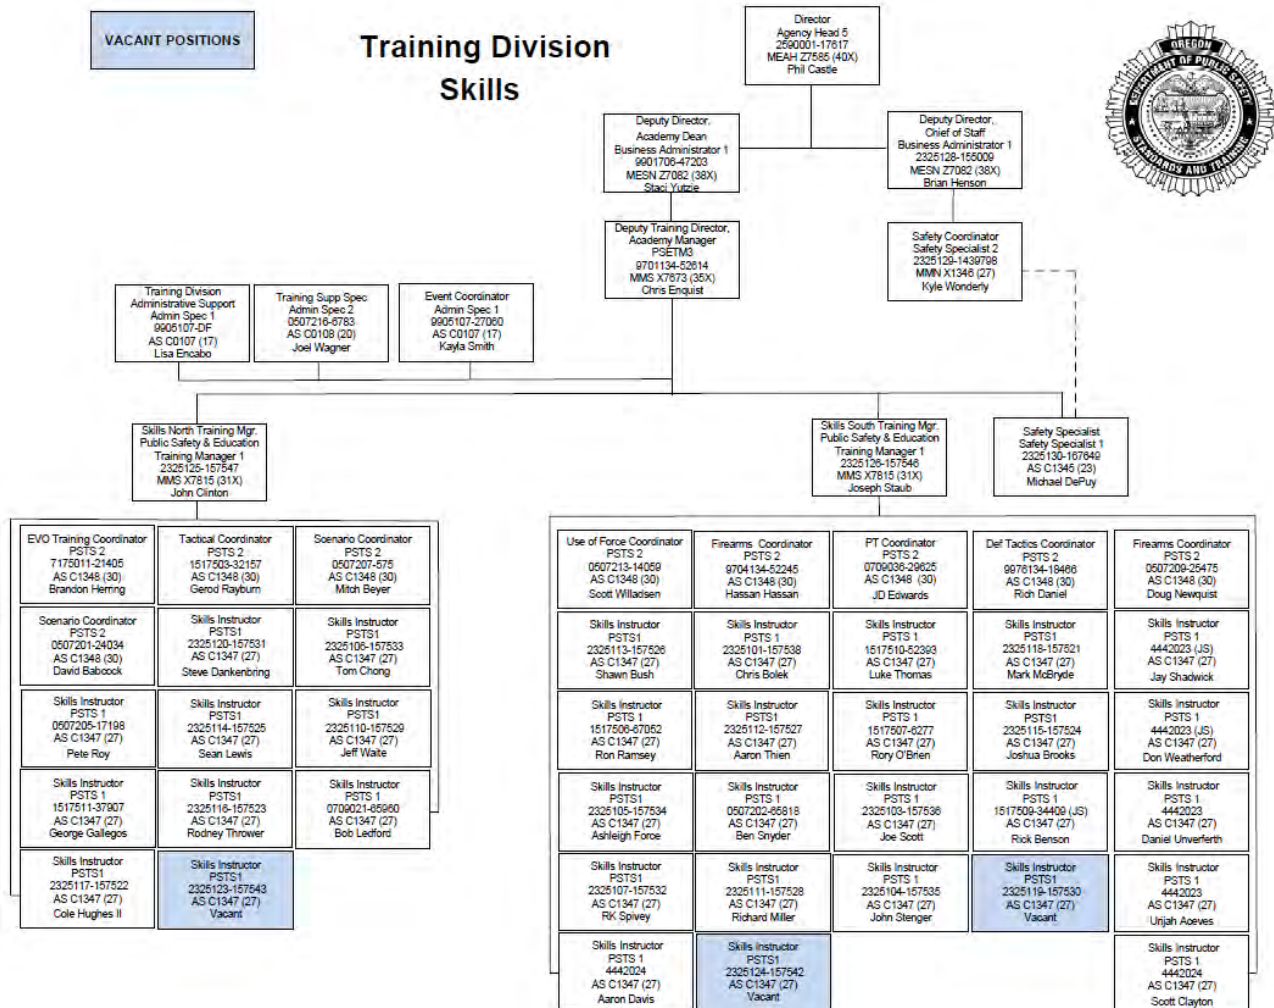 VACANT POSITIONS
Training Division
Skills
Director
Agency Head 5
2590001-17617
MEAH Z7585 (40X)
Phil Castle
OREGON
DEPARTMENT OF PUBLIC SAFETY
STANDARDS AND TRAINING
Deputy Director,
Academy Dean
Business Administrator 1
9901706-47203
MESN Z7082 (38X)
Staci Yutzie
Deputy Director,
Chief of Staff
Business Administrator 1
2325128-155009
MESN Z7082 (38X)
Brian Henson
Deputy Training Director,
Academy Manager
PSETM3
9701134-52614
MMS X7873 (35X)
Chris Enquist
Safety Coordinator
Safety Specialist 2
2325129-1439798
MMN X1346 (27)
Kyle Wonderly
Training Division
Administrative Support
Admin Spec 1
9905107-DF
AS C0107 (17)
Lisa Encabo
Training Supp Spec
Admin Spec 2
0507216-6783
AS C0108 (20)
Joel Wagner
Event Coordinator
Admin Spec 1
9905107-27060
AS C0107 (17)
Kayla Smith
Skills North Training Mgr.
Public Safety & Education
Training Manager 1
2325125-157547
MMS X7815 (31X)
John Clinton
Skills South Training Mgr.
Public Safety & Education
Training Manager 1
2325126-157546
MMS X7815 (31X)
Joseph Staub
Safety Specialist
Safety Specialist 1
2325130-167649
AS C1345 (23)
Michael DePuy
EVO Training Coordinator
PSTS 2
7175011-21405
AS C1348 (30)
Brandon Herring
Tactical Coordinator
PSTS 2
1517503-32157
AS C1348 (30)
Gerod Rayburn
Scenario Coordinator
PSTS 2
0507207-575
AS C1348 (30)
Mitch Beyer
Scenario Coordinator
PSTS 2
0507201-24034
AS C1348 (30)
David Babcock
Skills Instructor
PSTS1
2325120-157531
AS C1347 (27)
Steve Dankenbring
Skills Instructor
PSTS1
2325106-157533
AS C1347 (27)
Tom Chong
Skills Instructor
PSTS 1
0507205-17198
AS C1347 (27)
Pete Roy
Skills Instructor
PSTS1
2325114-157525
AS C1347 (27)
Sean Lewis
Skills Instructor
PSTS1
2325110-157529
AS C1347 (27)
Jeff Waite
Skills Instructor
PSTS 1
1517511-37907
AS C1347 (27)
George Gallegos
Skills Instructor
PSTS1
2325116-157523
AS C1347 (27)
Rodney Thrower
Skills Instructor
PSTS 1
0709021-65960
AS C1347 (27)
Bob Ledford
Skills Instructor
PSTS1
2325117-157522
AS C1347 (27)
Cole Hughes II
Skills Instructor
PSTS1
2325123-157543
AS C1347 (27)
Vacant
Use of Force Coordinator
PSTS 2
0507213-14059
AS C1348 (30)
Scott Willadsen
Firearms Coordinator
PSTS 2
9704134-52245
AS C1348 (30)
Hassan Hassan
PT Coordinator
PSTS 2
0709036-29625
AS C1348 (30)
JD Edwards
Def Tactics Coordinator
PSTS 2
9976134-18466
AS C1348 (30)
Rich Daniel
Firearms Coordinator
PSTS 2
0507209-25475
AS C1348 (30)
Doug Newquist
Skills Instructor
PSTS1
2325113-157526
AS C1347 (27)
Shawn Bush
Skills Instructor
PSTS 1
2325101-157538
AS C1347 (27)
Chris Bolek
Skills Instructor
PSTS 1
1517510-52393
AS C1347 (27)
Luke Thomas
Skills Instructor
PSTS1
2325118-157521
AS C1347 (27)
Mark McBryde
Skills Instructor
PSTS 1
4442023 (JS)
AS C1347 (27)
Jay Shadwick
Skills Instructor
PSTS 1
1517506-67052
AS C1347 (27)
Ron Ramsey
Skills Instructor
PSTS1
2325112-157527
AS C1347 (27)
Aaron Thien
Skills Instructor
PSTS 1
1517507-6277
AS C1347 (27)
Rory O'Brien
Skills Instructor
PSTS1
2325115-157524
AS C1347 (27)
Joshua Brooks
Skills Instructor
PSTS 1
4442023 (JS)
AS C1347 (27)
Don Weatherford
Skills Instructor
PSTS1
2325105-157534
AS C1347 (27)
Ashleigh Force
Skills Instructor
PSTS 1
0507202-65818
AS C1347 (27)
Ben Snyder
Skills Instructor
PSTS1
2325103-157536
AS C1347 (27)
Joe Scott
Skills Instructor
PSTS 1
1517509-34409 (JS)
AS C1347 (27)
Rick Benson
Skills Instructor
PSTS 1
4442023
AS C1347 (27)
Daniel Unverferth
Skills Instructor
PSTS1
2325107-157532
AS C1347 (27)
RK Spivey
Skills Instructor
PSTS1
2325111-157528
AS C1347 (27)
Richard Miller
Skills Instructor
PSTS 1
2325104-157535
AS C1347 (27)
John Stenger
Skills Instructor
PSTS1
2325119-157530
AS C1347 (27)
Vacant
Skills Instructor
PSTS 1
4442023
AS C1347 (27)
Urijah Aceves
Skills Instructor
PSTS 1
4442024
AS C1347 (27)
Aaron Davis
Skills Instructor
PSTS1
2325124-157542
AS C1347 (27)
Vacant
Skills Instructor
PSTS 1
4442024
AS C1347 (27)
Scott Clayton